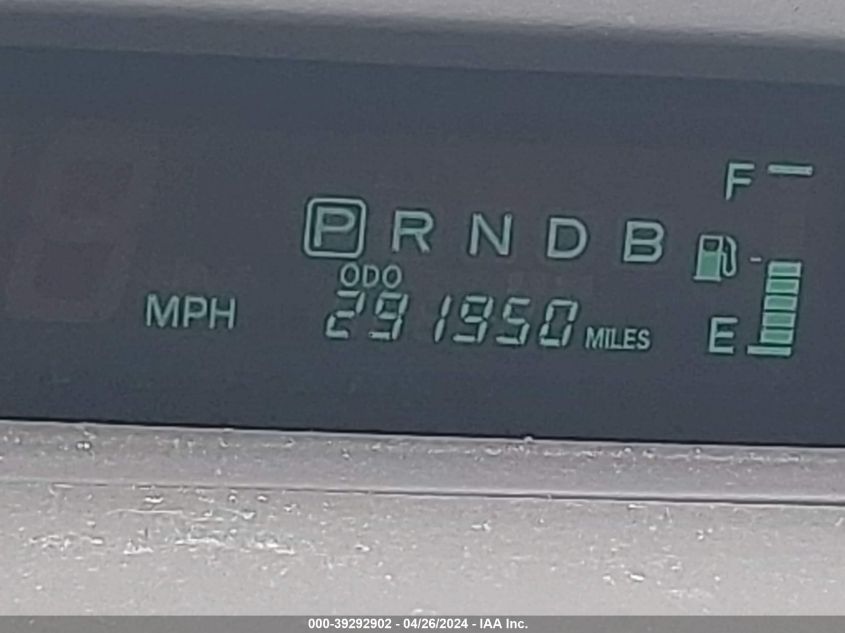 F
P R N D B
ODO
MPH 291950 MILES E
000-39292902 - 04/26/2024 - IAA Inc.